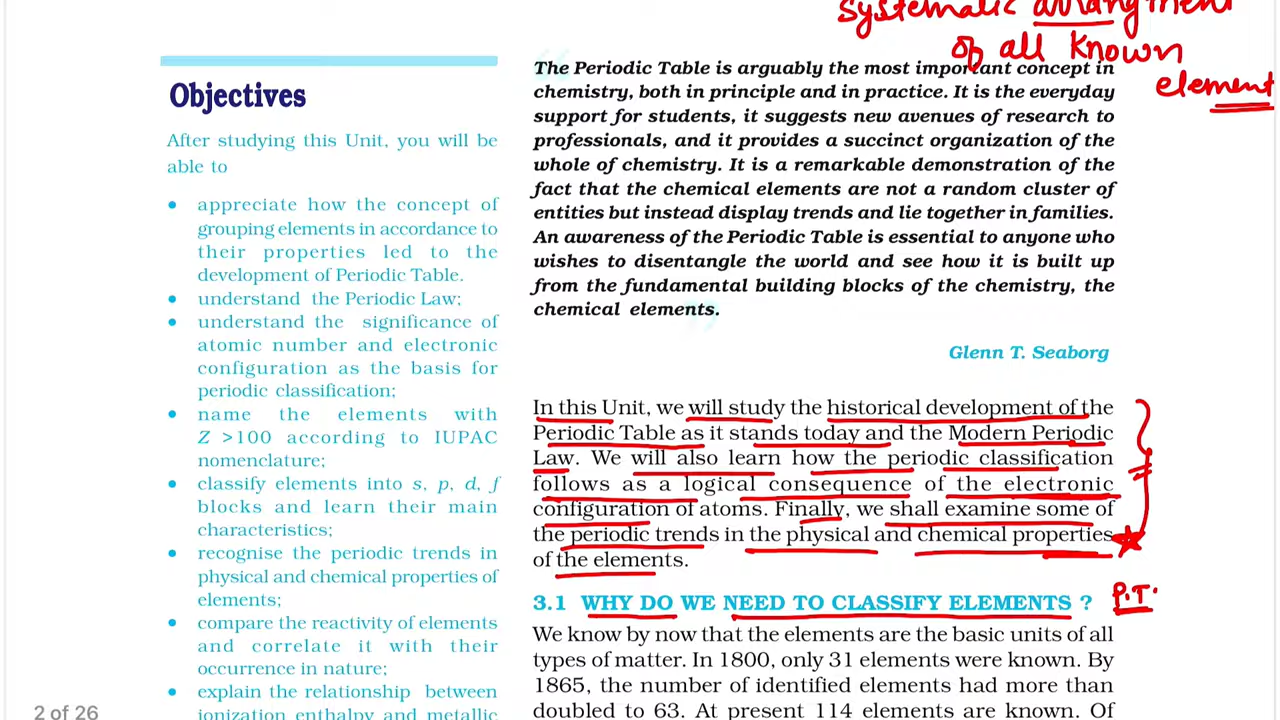 systematic arrangment
of all known
element
Objectives
After studying this Unit, you will be
able to
• appreciate how the concept of
grouping elements in accordance to
their properties led to the
development of Periodic Table.
• understand the Periodic Law;
• understand the significance of
atomic number and electronic
configuration as the basis for
periodic classification;
• name the elements with
Z >100 according to IUPAC
nomenclature;
• classify elements into s, p, d, f
blocks and learn their main
characteristics;
• recognise the periodic trends in
physical and chemical properties of
elements;
• compare the reactivity of elements
and correlate it with their
occurrence in nature;
• explain the relationship between
ionization enthalpy and metallic
2 of 26
“
The Periodic Table is arguably the most important concept in
chemistry, both in principle and in practice. It is the everyday
support for students, it suggests new avenues of research to
professionals, and it provides a succinct organization of the
whole of chemistry. It is a remarkable demonstration of the
fact that the chemical elements are not a random cluster of
entities but instead display trends and lie together in families.
An awareness of the Periodic Table is essential to anyone who
wishes to disentangle the world and see how it is built up
from the fundamental building blocks of the chemistry, the
chemical elements.
”
Glenn T. Seaborg
In this Unit, we will study the historical development of the
Periodic Table as it stands today and the Modern Periodic
Law. We will also learn how the periodic classification
follows as a logical consequence of the electronic
configuration of atoms. Finally, we shall examine some of
the periodic trends in the physical and chemical properties
of the elements.
3.1 WHY DO WE NEED TO CLASSIFY ELEMENTS ? P.T.
We know by now that the elements are the basic units of all
types of matter. In 1800, only 31 elements were known. By
1865, the number of identified elements had more than
doubled to 63. At present 114 elements are known. Of